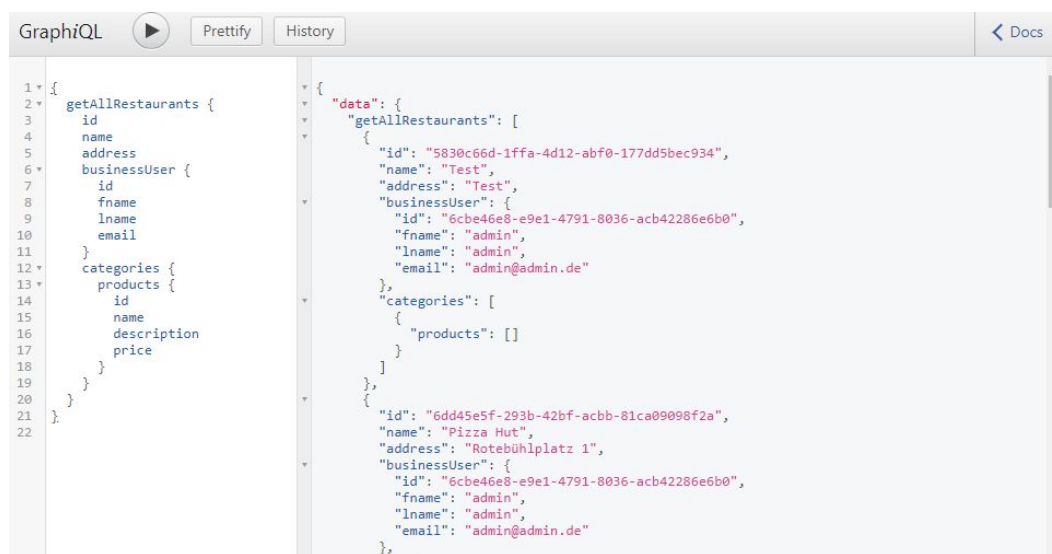 GraphiQL Prettify History Docs
1 {
2 getAllRestaurants {
3 id
4 name
5 address
6 businessUser {
7 id
8 fname
9 lname
10 email
11 }
12 categories {
13 products {
14 id
15 name
16 description
17 price
18 }
19 }
20 }
21 }
22
{
"data": {
"getAllRestaurants": [
{
"id": "5830c66d-1ffa-4d12-abf0-177dd5bec934",
"name": "Test",
"address": "Test",
"businessUser": {
"id": "6cbe46e8-e9e1-4791-8036-acb42286e6b0",
"fname": "admin",
"lname": "admin",
"email": "admin@admin.de"
},
"categories": [
{
"products": []
}
]
},
{
"id": "6dd45e5f-293b-42bf-acbb-81ca09098f2a",
"name": "Pizza Hut",
"address": "Rotebühlplatz 1",
"businessUser": {
"id": "6cbe46e8-e9e1-4791-8036-acb42286e6b0",
"fname": "admin",
"lname": "admin",
"email": "admin@admin.de"
},